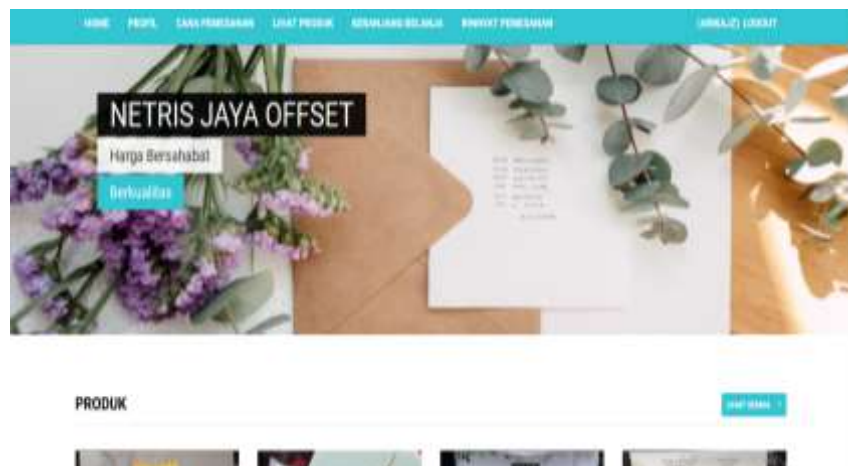 HOME PROFIL CARA PEMESANAN LIHAT PRODUK KERANJANG BELANJA RIWAYAT PEMESANAN LOGOUT
NETRIS JAYA OFFSET
Harga Bersahabat
Berkualitas
PRODUK
LIHAT SEMUA